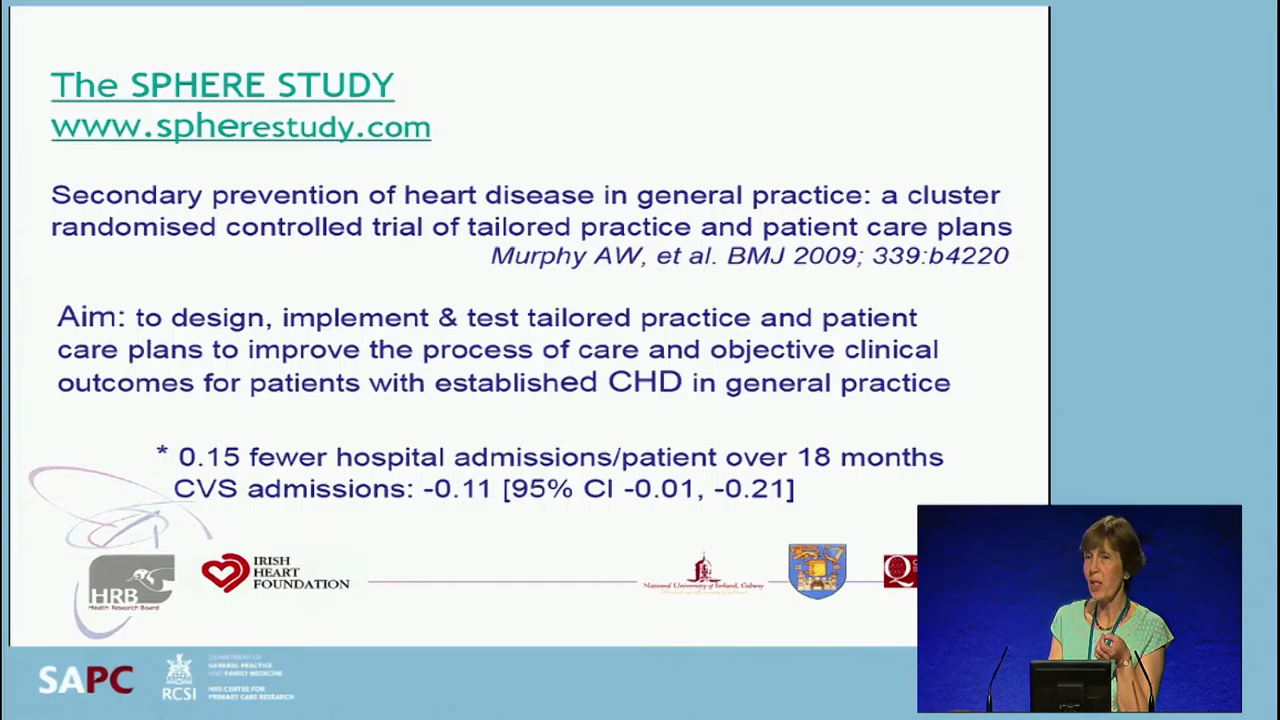 The SPHERE STUDY
www.spherestudy.com
Secondary prevention of heart disease in general practice: a cluster
randomised controlled trial of tailored practice and patient care plans
Murphy AW, et al. BMJ 2009; 339:b4220
Aim: to design, implement & test tailored practice and patient
care plans to improve the process of care and objective clinical
outcomes for patients with established CHD in general practice
* 0.15 fewer hospital admissions/patient over 18 months
CVS admissions: -0.11 [95% CI -0.01, -0.21]
HRB
Health Research Board
IRISH
HEART
FOUNDATION
National University of Ireland, Galway
Q
SAPC
RCSI
DEPARTMENT OF
GENERAL PRACTICE
AND FAMILY MEDICINE
HRB CENTRE FOR
PRIMARY CARE RESEARCH